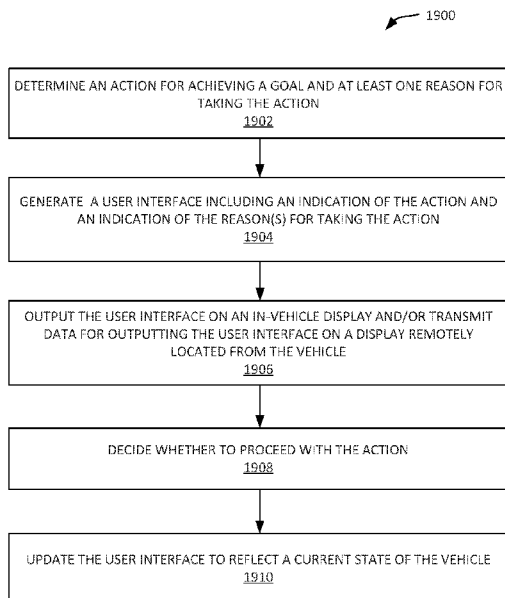 1900
DETERMINE AN ACTION FOR ACHIEVING A GOAL AND AT LEAST ONE REASON FOR
TAKING THE ACTION
1902
GENERATE A USER INTERFACE INCLUDING AN INDICATION OF THE ACTION AND
AN INDICATION OF THE REASON(S) FOR TAKING THE ACTION
1904
OUTPUT THE USER INTERFACE ON AN IN-VEHICLE DISPLAY AND/OR TRANSMIT
DATA FOR OUTPUTTING THE USER INTERFACE ON A DISPLAY REMOTELY
LOCATED FROM THE VEHICLE
1906
DECIDE WHETHER TO PROCEED WITH THE ACTION
1908
UPDATE THE USER INTERFACE TO REFLECT A CURRENT STATE OF THE VEHICLE
1910